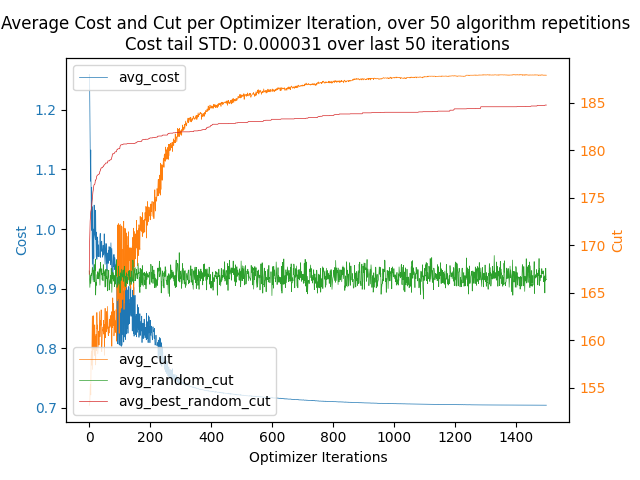 Average Cost and Cut per Optimizer Iteration, over 50 algorithm repetitions
Cost tail STD: 0.000031 over last 50 iterations
avg_cost
1.2
1.1
1.0
0.9
0.8
0.7
Cost
185
180
175
170
165
160
155
Cut
avg_cut
avg_random_cut
avg_best_random_cut
0 200 400 600 800 1000 1200 1400
Optimizer Iterations